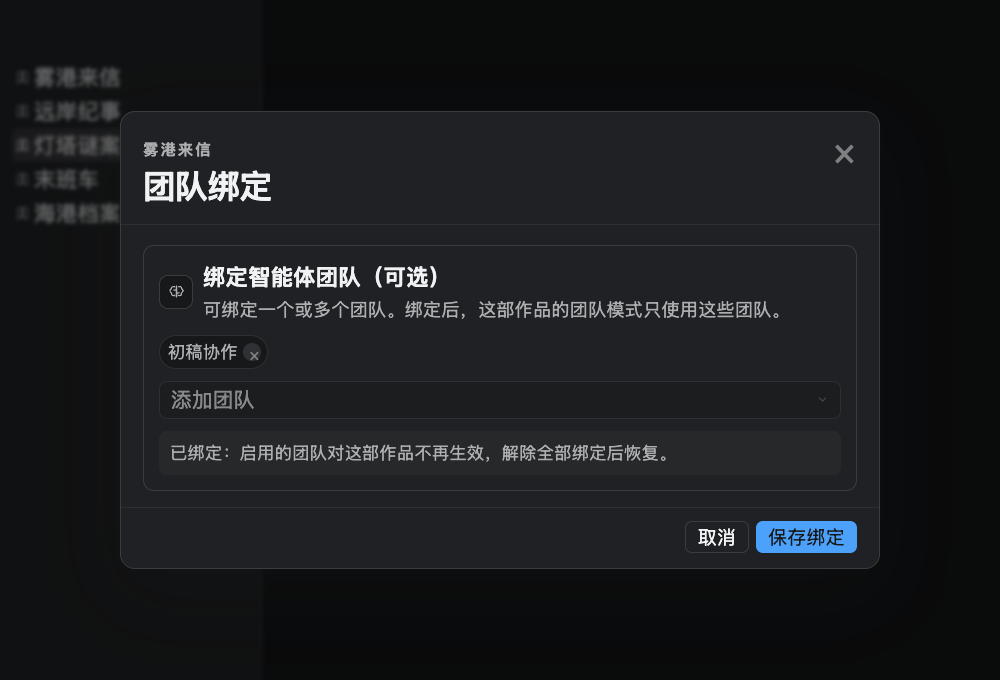 雾港来信
远岸纪事
灯塔谜案
末班车
海港档案
雾港来信
团队绑定
绑定智能体团队（可选）
可绑定一个或多个团队。绑定后，这部作品的团队模式只使用这些团队。
初稿协作
添加团队
已绑定：启用的团队对这部作品不再生效，解除全部绑定后恢复。
取消
保存绑定